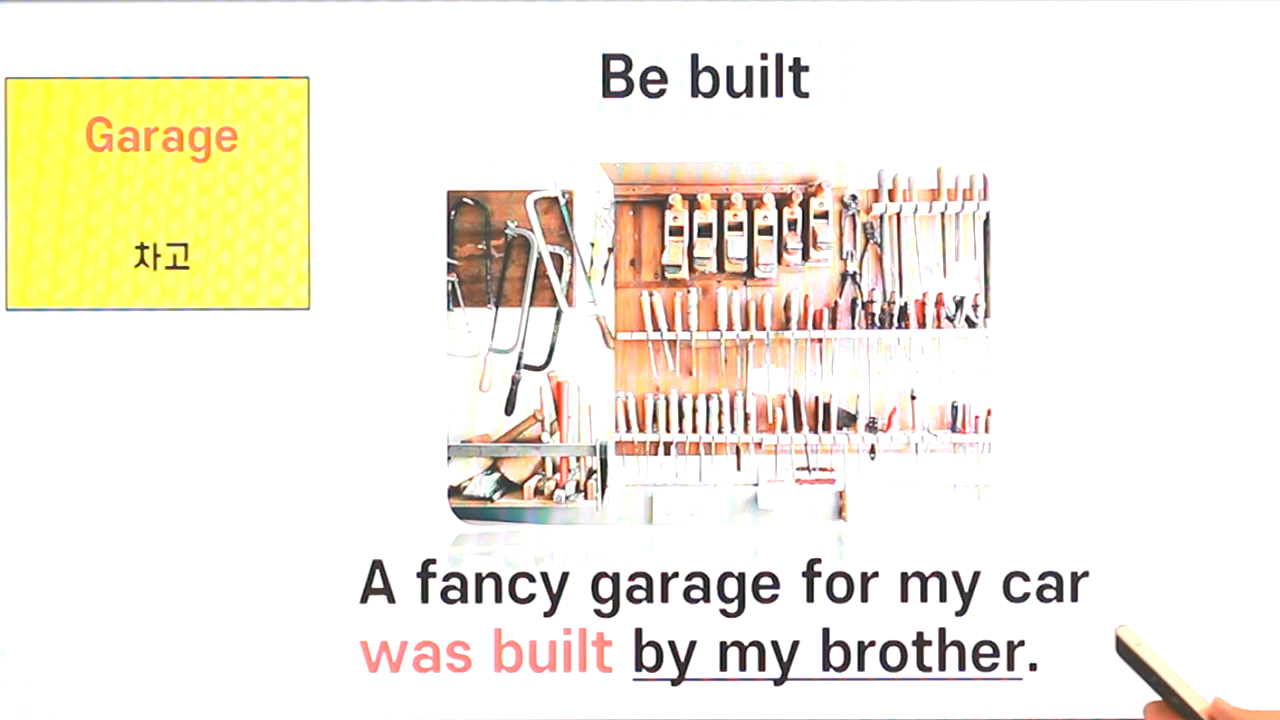 Be built
Garage
차고
A fancy garage for my car
was built by my brother.